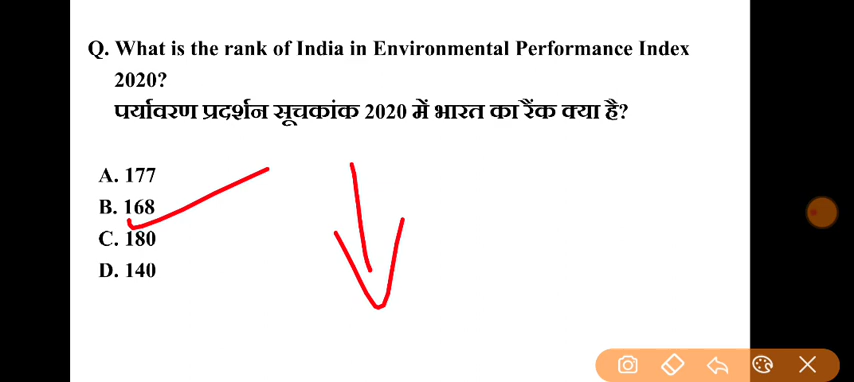 Q. What is the rank of India in Environmental Performance Index
2020?
पर्यावरण प्रदर्शन सूचकांक 2020 में भारत का रैंक क्या है?
A. 177
B. 168
C. 180
D. 140